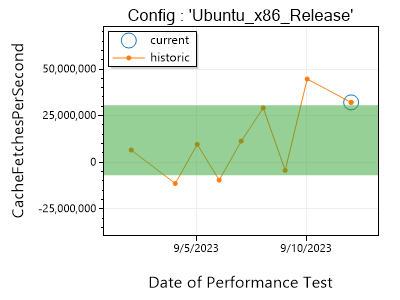 Config : 'Ubuntu_x86_Release'
current
historic
CacheFetchesPerSecond
50,000,000
25,000,000
0
-25,000,000
9/5/2023
9/10/2023
Date of Performance Test